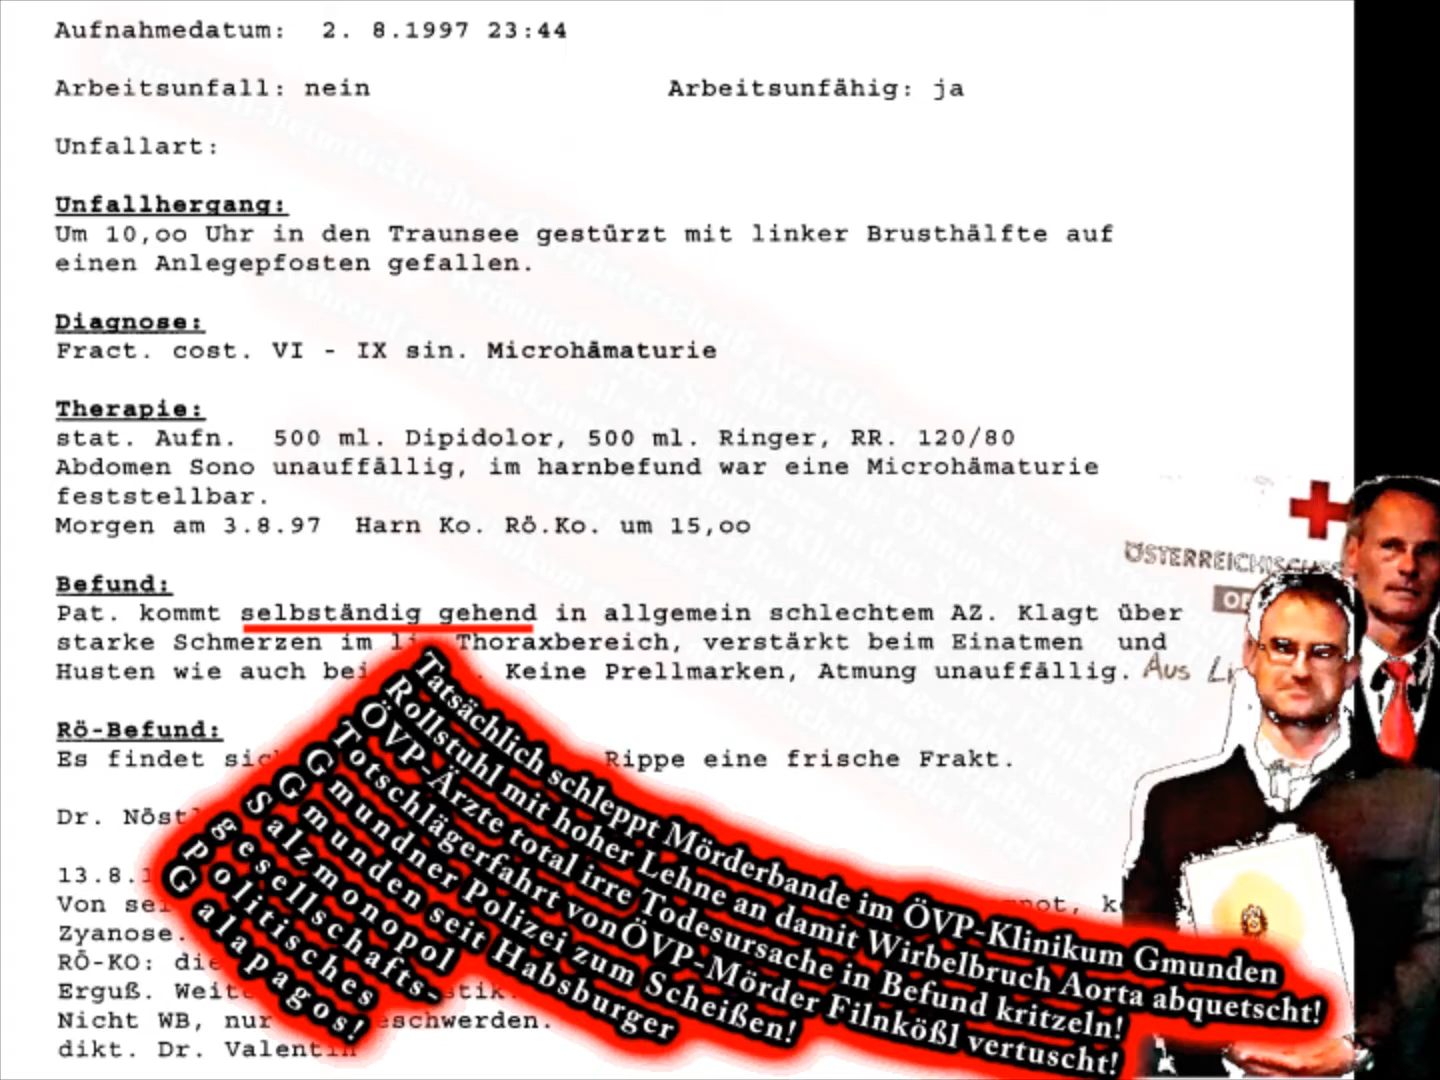 Aufnahmedatum: 2. 8.1997 23:44
Arbeitsunfall: nein Arbeitsunfähig: ja
Unfallart:
Unfallhergang:
Um 10,oo Uhr in den Traunsee gestürzt mit linker Brusthälfte auf
einen Anlegepfosten gefallen.
Diagnose:
Fract. cost. VI - IX sin. Microhämaturie
Therapie:
stat. Aufn. 500 ml. Dipidolor, 500 ml. Ringer, RR. 120/80
Abdomen Sono unauffällig, im harnbefund war eine Microhämaturie
feststellbar.
Morgen am 3.8.97 Harn Ko. Rö.Ko. um 15,oo
ÖSTERREICHISCHES
Befund:
Pat. kommt selbständig gehend in allgemein schlechtem AZ. Klagt über
starke Schmerzen im Thoraxbereich, verstärkt beim Einatmen und
Husten wie auch bei Keine Prellmarken, Atmung unauffällig. Aus
Rö-Befund:
Es findet Rippe eine frische Frakt.
Dr.
13.8.
Von
Zyanose.
RÖ-KO: die
Erguß.
Nicht WB, nur
dikt. Dr. Valentin
Tatsächlich schleppt Mörderbande im ÖVP-Klinikum Gmunden
Rollstuhl mit hoher Lehne an damit Wirbelbruch Aorta abquetscht!
ÖVP-Ärzte total irre Todesursache in Befund kritzeln!
Totschlägerfahrt von ÖVP-Mörder Filnkößl vertuscht!
Gmundner Polizei zum Scheißen!
Gmunden seit Habsburger
Salzmonopol
gesellschafts-
politisches
Galapagos!